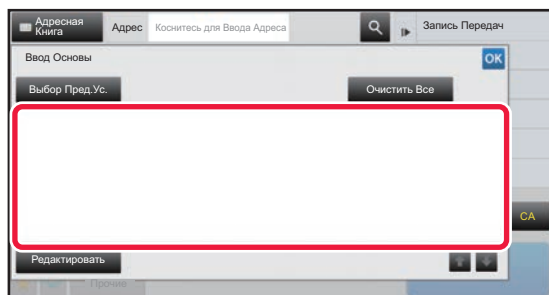 Адресная
Книга
Адрес
Коснитесь для Ввода Адреса
Запись Передач
Ввод Основы
OK
Выбор Пред.Ус.
Очистить Все
CA
Редактировать
Прочие